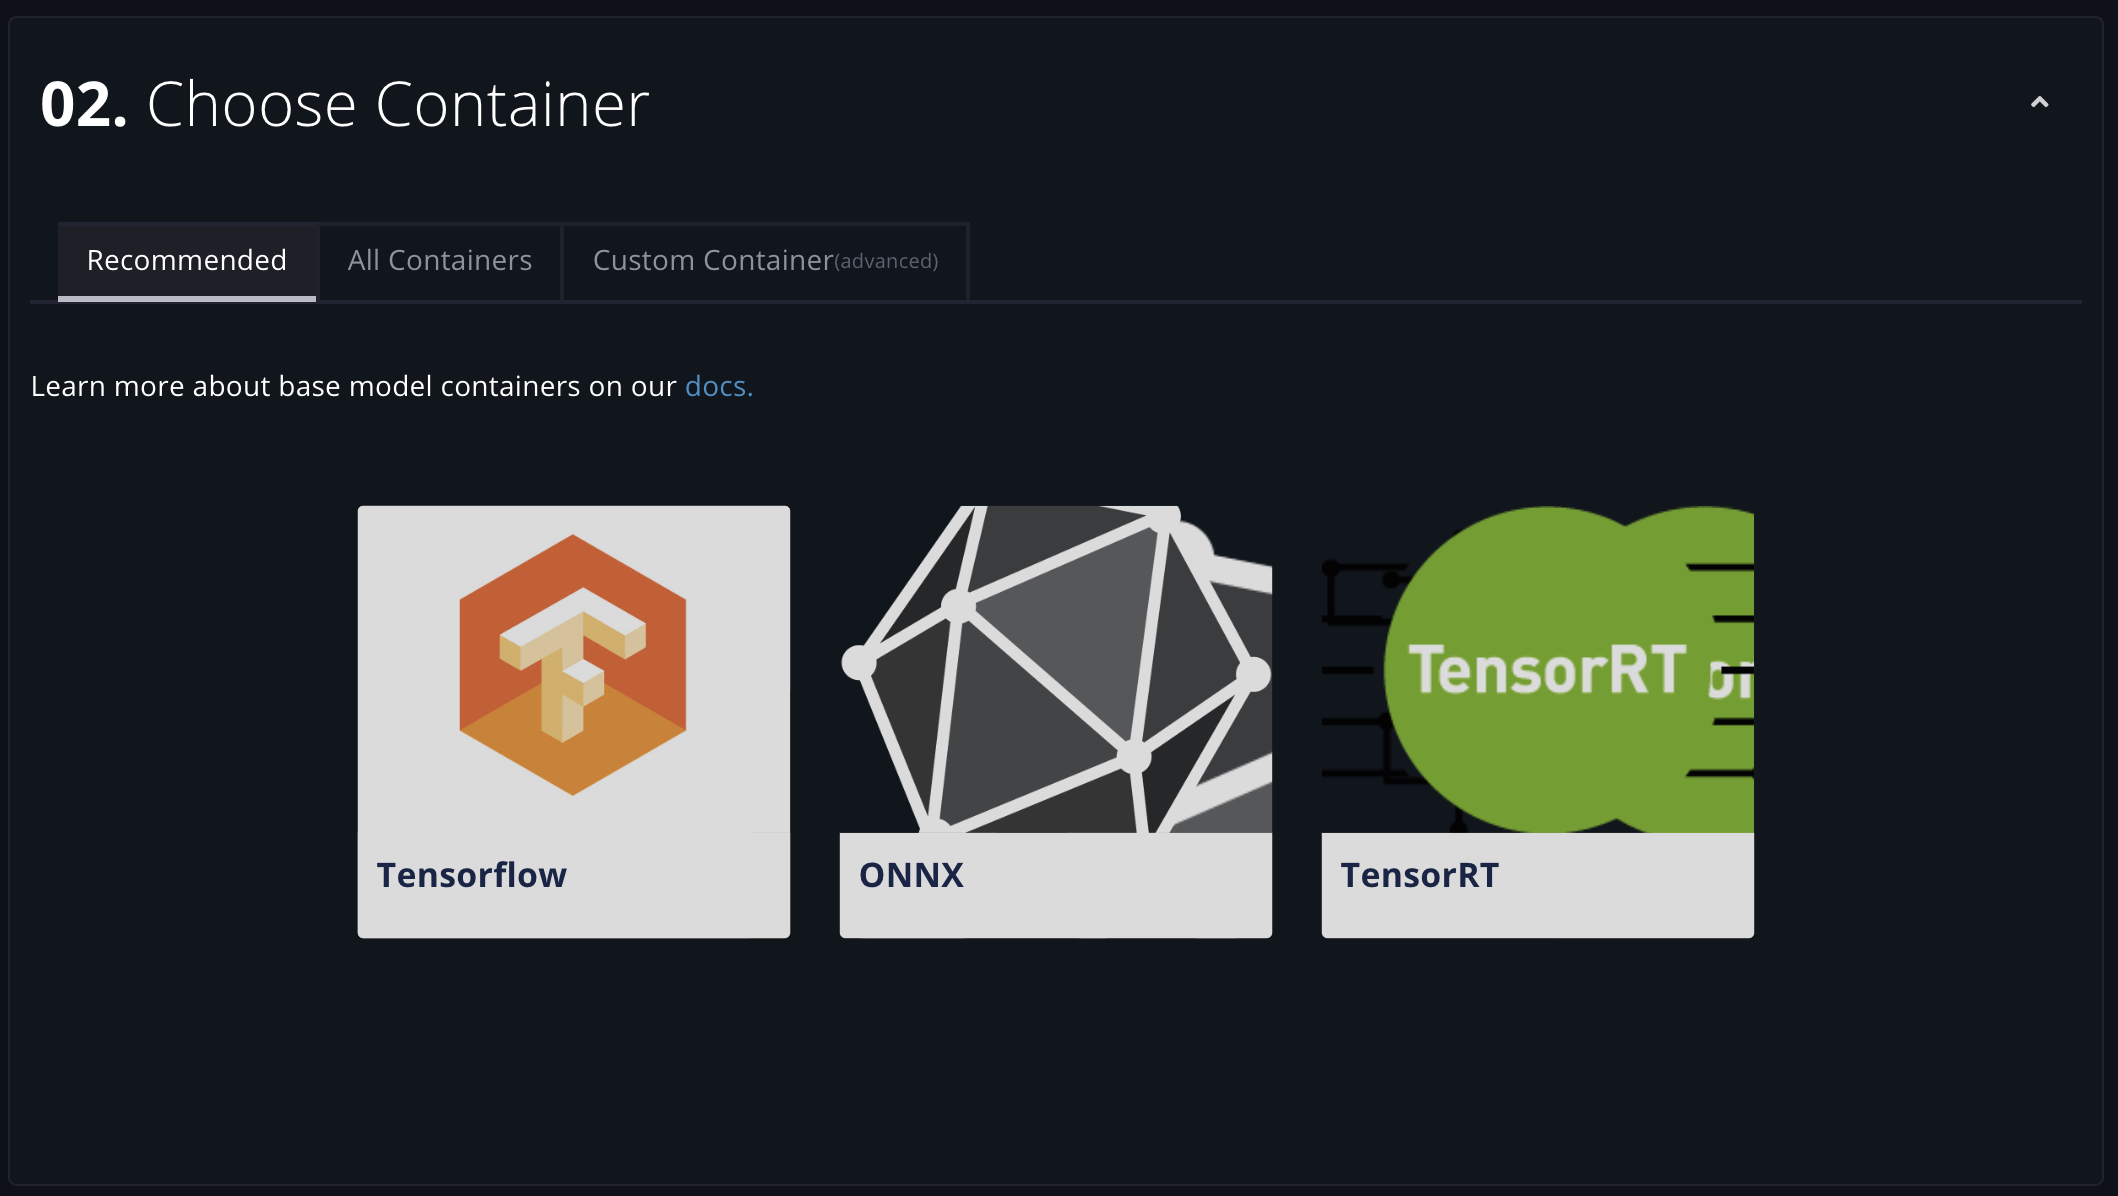 02. Choose Container
Recommended
All Containers
Custom Container(advanced)
Learn more about base model containers on our docs.
TensorRT
or
Tensorflow
ONNX
TensorRT